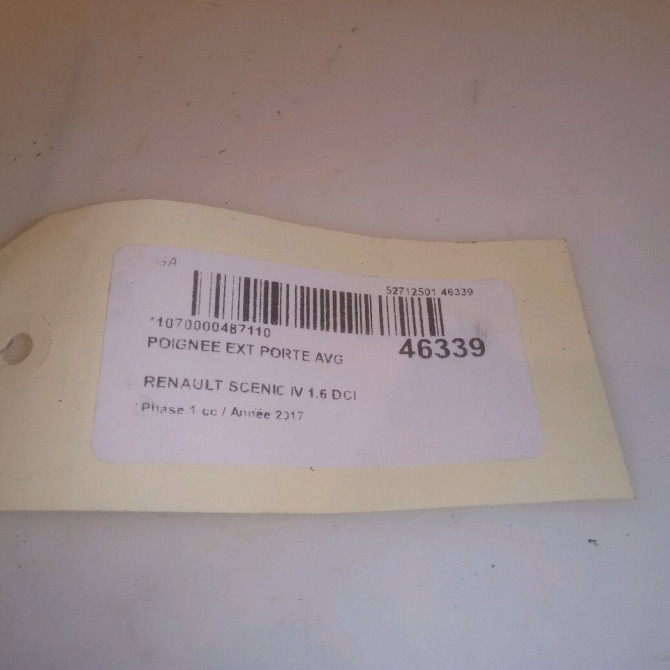 GA
52712501 46339
*1070000487110
46339
POIGNEE EXT PORTE AVG
RENAULT SCENIC IV 1.6 DCI
Phase 1 cc / Année 2017